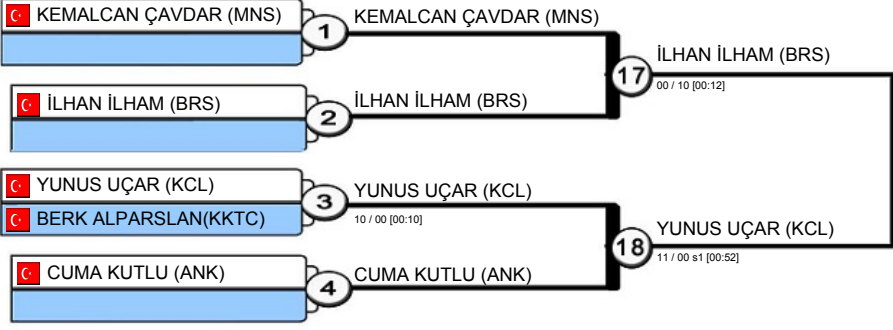 KEMALCAN ÇAVDAR (MNS)
1
KEMALCAN ÇAVDAR (MNS)
İLHAN İLHAM (BRS)
2
İLHAN İLHAM (BRS)
17
İLHAN İLHAM (BRS)
00 / 10 [00:12]
YUNUS UÇAR (KCL)
BERK ALPARSLAN(KKTC)
3
YUNUS UÇAR (KCL)
10 / 00 [00:10]
CUMA KUTLU (ANK)
4
CUMA KUTLU (ANK)
18
YUNUS UÇAR (KCL)
11 / 00 s1 [00:52]